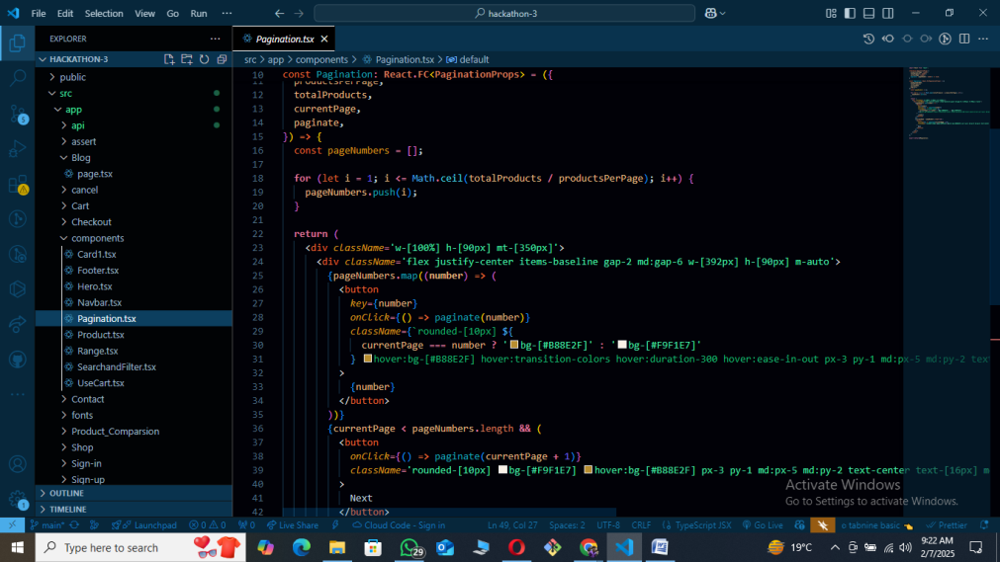 File Edit Selection View Go Run ···
hackathon-3
EXPLORER ···
Pagination.tsx
HACKATHON-3
public
src
app
api
assert
Blog
page.tsx
cancel
Cart
Checkout
components
Card1.tsx
Footer.tsx
Hero.tsx
Navbar.tsx
Pagination.tsx
Product.tsx
Range.tsx
SearchandFilter.tsx
UseCart.tsx
Contact
fonts
Product_Comparsion
Shop
Sign-in
Sign-up
OUTLINE
TIMELINE
src > app > components > Pagination.tsx > default
10 const Pagination: React.FC<PaginationProps> = ({
11 productsPerPage,
12 totalProducts,
13 currentPage,
14 paginate,
15 }) => {
16 const pageNumbers = [];
17
18 for (let i = 1; i <= Math.ceil(totalProducts / productsPerPage); i++) {
19 pageNumbers.push(i);
20 }
21
22 return (
23 <div className='w-[100%] h-[90px] mt-[350px]'>
24 <div className='flex justify-center items-baseline gap-2 md:gap-6 w-[392px] h-[90px] m-auto'>
25 {pageNumbers.map((number) => (
26 <button
27 key={number}
28 onClick={() => paginate(number)}
29 className={`rounded-[10px] ${
30 currentPage === number ? 'bg-[#B88E2F]' : 'bg-[#F9F1E7]'
31 } hover:bg-[#B88E2F] hover:transition-colors hover:duration-300 hover:ease-in-out px-3 py-1 md:px-5 md:py-2 text
32 >
33 {number}
34 </button>
35 ))}
36 {currentPage < pageNumbers.length && (
37 <button
38 onClick={() => paginate(currentPage + 1)}
39 className='rounded-[10px] bg-[#F9F1E7] hover:bg-[#B88E2F] px-3 py-1 md:px-5 md:py-2 text-center text-[16px] m
40 >
41 Next
42 </button>
Activate Windows
Go to Settings to activate Windows.
main* Launchpad 0 0 0 Live Share Cloud Code - Sign in Ln 49, Col 27 Spaces: 2 UTF-8 CRLF TypeScript JSX Go Live tabnine basic Prettier
Type here to search
29
19°C
9:22 AM
2/7/2025